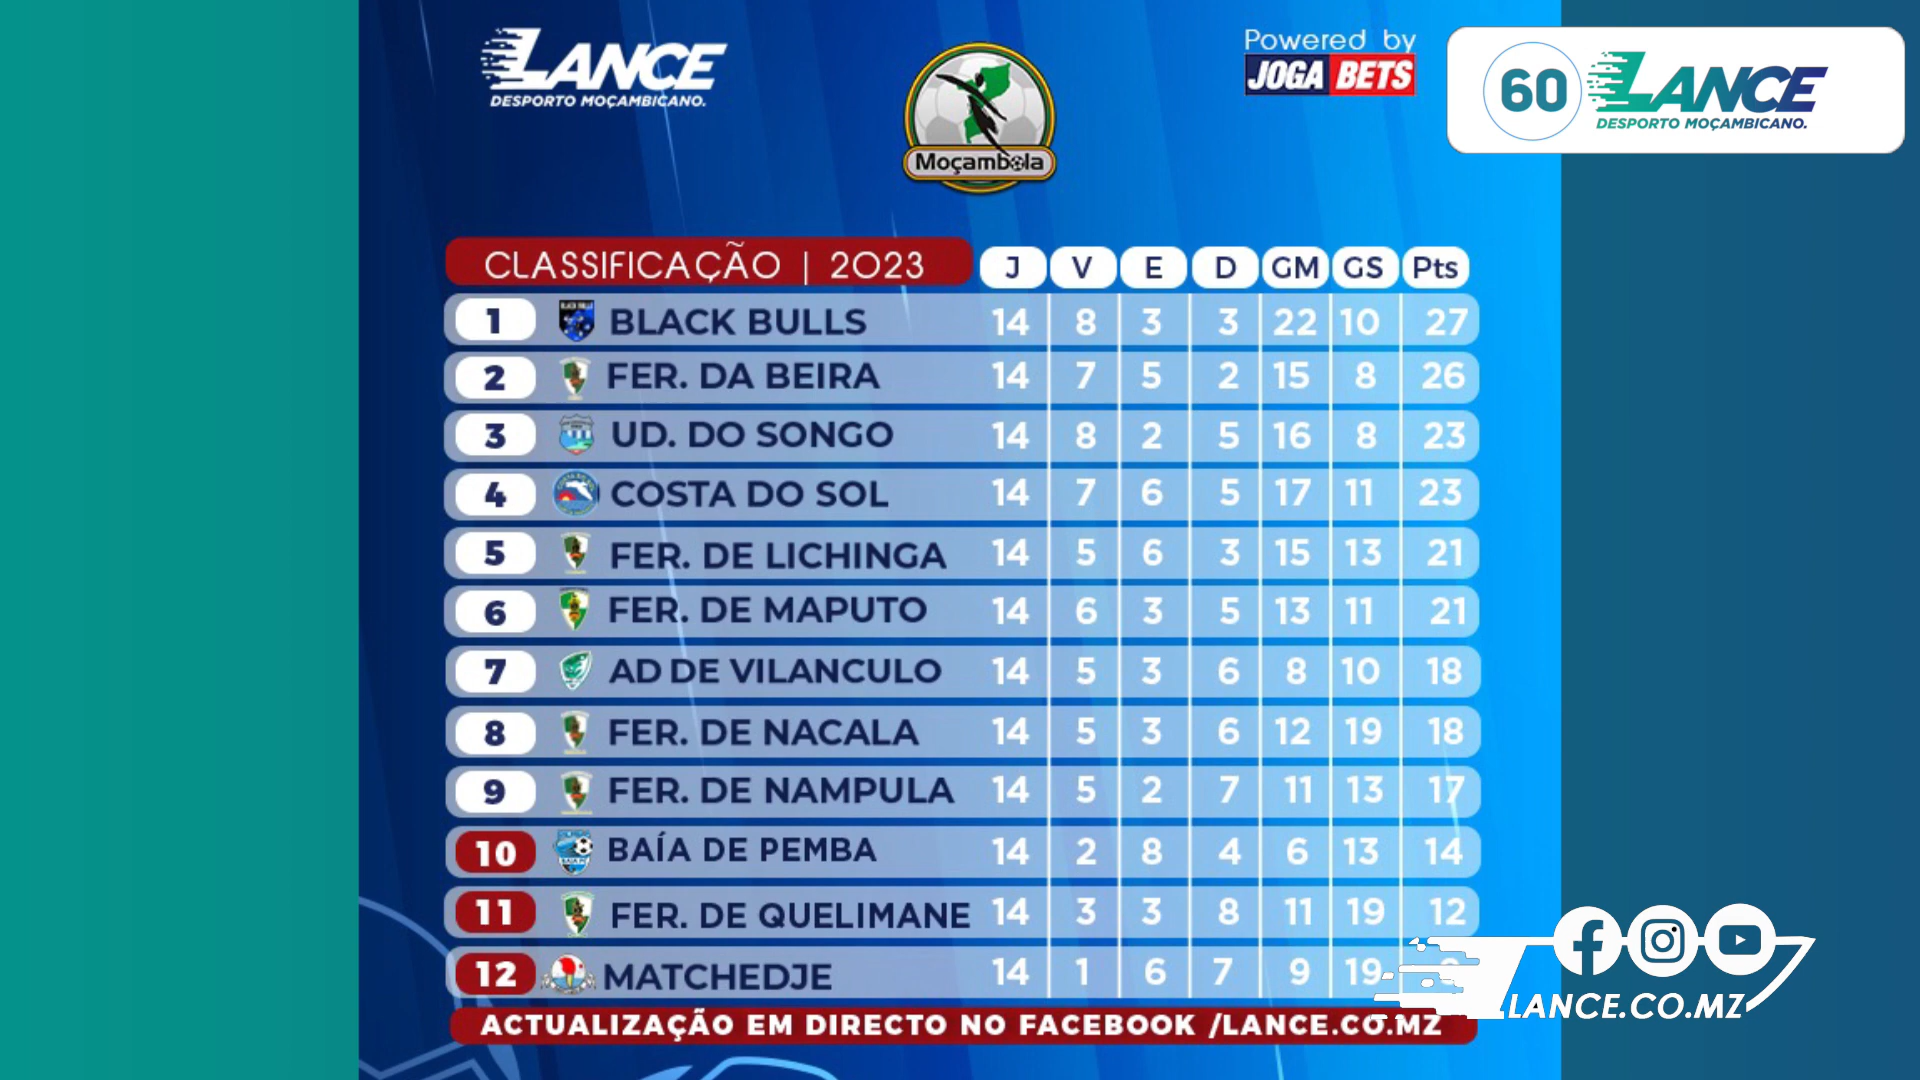 LANCE
DESPORTO MOÇAMBICANO.
Moçambola
Powered by
JOGA BETS
60 LANCE
DESPORTO MOÇAMBICANO.
CLASSIFICAÇÃO | 2023 J V E D GM GS Pts
1 BLACK BULLS 14 8 3 3 22 10 27
2 FER. DA BEIRA 14 7 5 2 15 8 26
3 UD. DO SONGO 14 8 2 5 16 8 23
4 COSTA DO SOL 14 7 6 5 17 11 23
5 FER. DE LICHINGA 14 5 6 3 15 13 21
6 FER. DE MAPUTO 14 6 3 5 13 11 21
7 AD DE VILANCULO 14 5 3 6 8 10 18
8 FER. DE NACALA 14 5 3 6 12 19 18
9 FER. DE NAMPULA 14 5 2 7 11 13 17
10 BAÍA DE PEMBA 14 2 8 4 6 13 14
11 FER. DE QUELIMANE 14 3 3 8 11 19 12
12 MATCHEDJE 14 1 6 7 9 19
ACTUALIZAÇÃO EM DIRECTO NO FACEBOOK /LANCE.CO.MZ
LANCE.CO.MZ